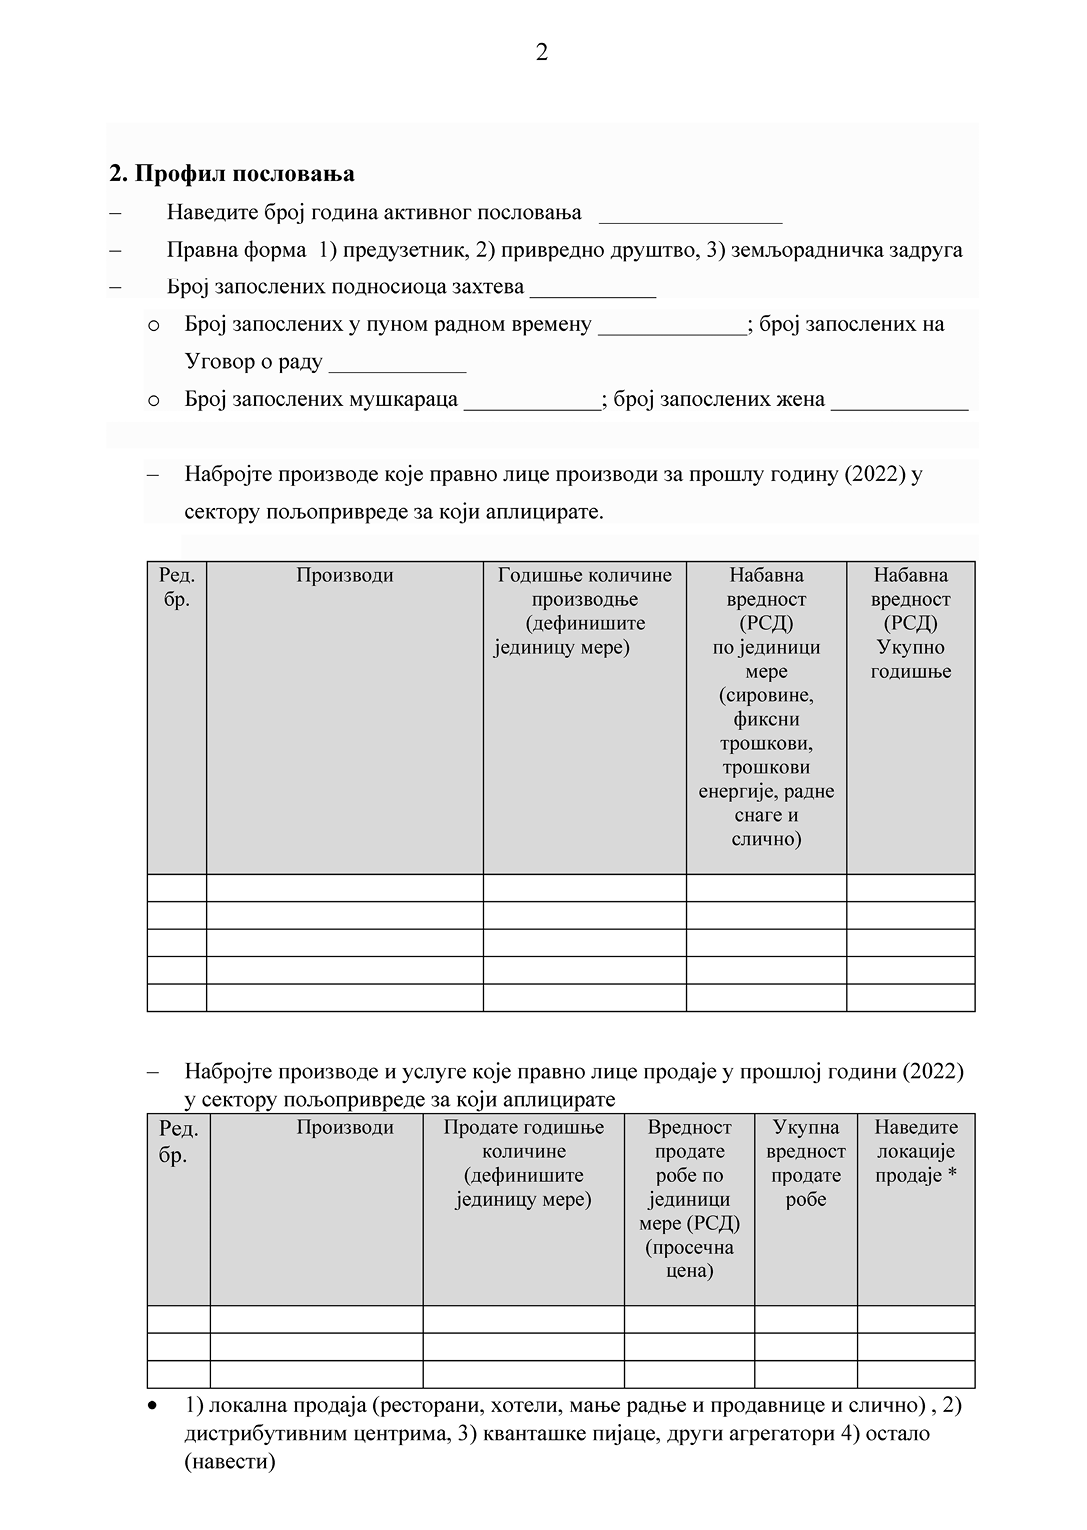 2
2. Профил пословања
– Наведите број година активног пословања _______________
– Правна форма 1) предузетник, 2) привредно друштво, 3) земљорадничка задруга
– Број запослених подносиоца захтева ___________
o Број запослених у пуном радном времену _____________; број запослених на
Уговор о раду ____________
o Број запослених мушкараца ____________; број запослених жена ____________
– Набројте производе које правно лице производи за прошлу годину (2022) у
сектору пољопривреде за који аплицирате.
Ред.
бр.
Производи
Годишње количине
производње
(дефинишите
јединицу мере)
Набавна
вредност
(РСД)
по јединици
мере
(сировине,
фиксни
трошкови,
трошкови
енергије, радне
снаге и
слично)
Набавна
вредност
(РСД)
Укупно
годишње
– Набројте производе и услуге које правно лице продаје у прошлој години (2022)
у сектору пољопривреде за који аплицирате
Ред.
бр.
Производи
Продате годишње
количине
(дефинишите
јединицу мере)
Вредност
продате
робе по
јединици
мере (РСД)
(просечна
цена)
Укупна
вредност
продате
робе
Наведите
локације
продаје *
• 1) локална продаја (ресторани, хотели, мање радње и продавнице и слично) , 2)
дистрибутивним центрима, 3) кванташке пијаце, други агрегатори 4) остало
(навести)